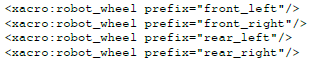 <xacro:robot_wheel prefix="front_left"/>
<xacro:robot_wheel prefix="front_right"/>
<xacro:robot_wheel prefix="rear_left"/>
<xacro:robot_wheel prefix="rear_right"/>